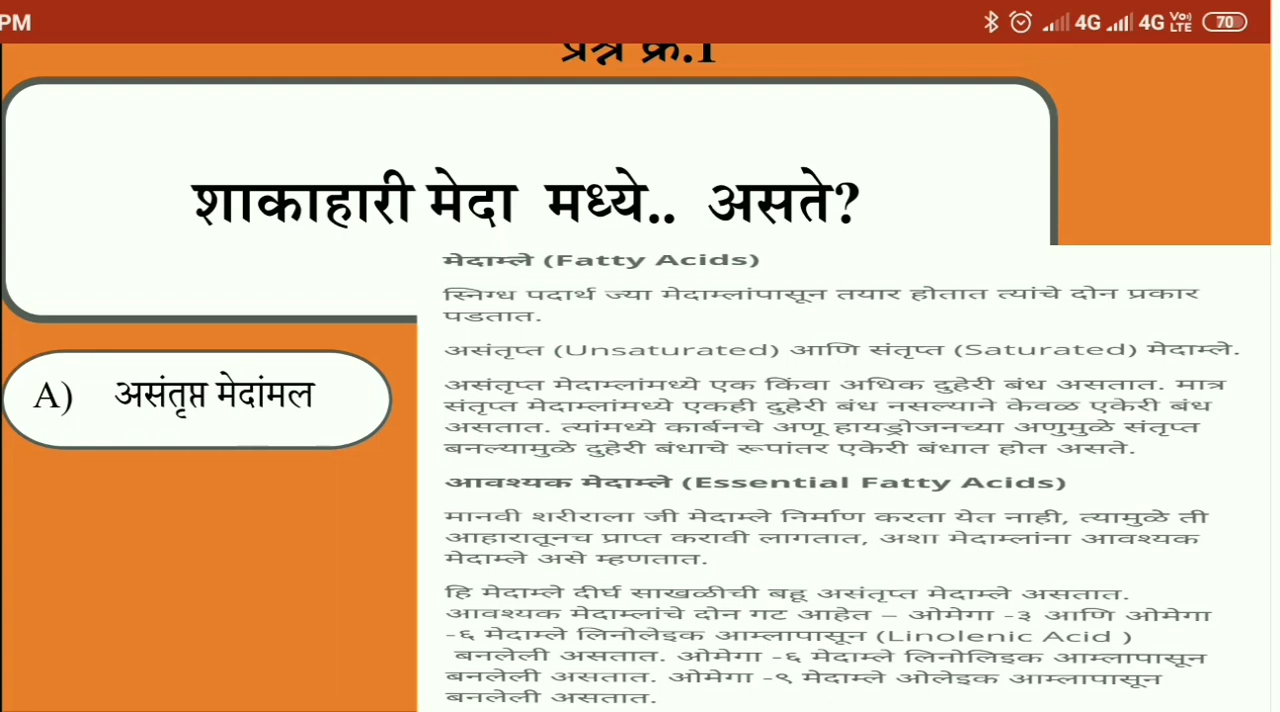 PM
4G 4G Vo) LTE 70
प्रश्न क्र.1
शाकाहारी मेदा मध्ये.. असते?
मेदाम्ले (Fatty Acids)
स्निग्ध पदार्थ ज्या मेदाम्लांपासून तयार होतात त्यांचे दोन प्रकार
पडतात.
असंतृप्त (Unsaturated) आणि संतृप्त (Saturated) मेदाम्ले.
असंतृप्त मेदाम्लांमध्ये एक किंवा अधिक दुहेरी बंध असतात. मात्र
संतृप्त मेदाम्लांमध्ये एकही दुहेरी बंध नसल्याने केवळ एकेरी बंध
असतात. त्यांमध्ये कार्बनचे अणू हायड्रोजनच्या अणुमुळे संतृप्त
बनल्यामुळे दुहेरी बंधाचे रूपांतर एकेरी बंधात होत असते.
A) असंतृप्त मेदांमल
आवश्यक मेदाम्ले (Essential Fatty Acids)
मानवी शरीराला जी मेदाम्ले निर्माण करता येत नाही, त्यामुळे ती
आहारातूनच प्राप्त करावी लागतात, अशा मेदाम्लांना आवश्यक
मेदाम्ले असे म्हणतात.
हि मेदाम्ले दीर्घ साखळीची बहू असंतृप्त मेदाम्ले असतात.
आवश्यक मेदाम्लांचे दोन गट आहेत – ओमेगा -३ आणि ओमेगा
-६ मेदाम्ले लिनोलेइक आम्लापासून (Linolenic Acid )
बनलेली असतात. ओमेगा -६ मेदाम्ले लिनोलिइक आम्लापासून
बनलेली असतात. ओमेगा -९ मेदाम्ले ओलेइक आम्लापासून
बनलेली असतात.